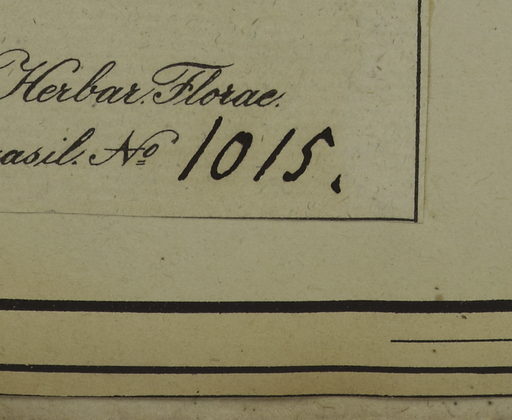 Herbar. Florae.
asil. No 1015.